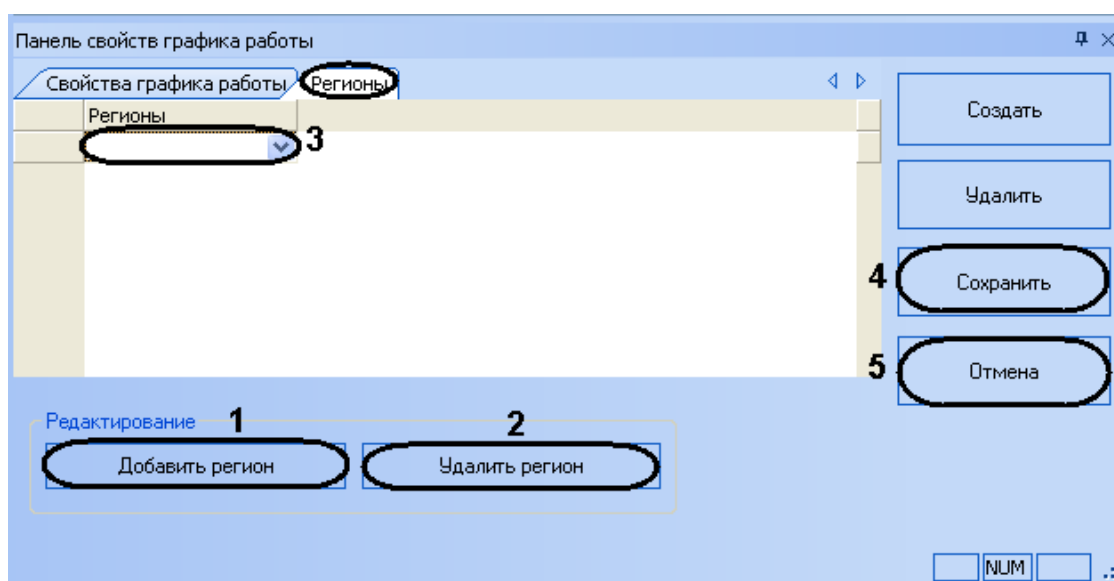 Панель свойств графика работы
Свойства графика работы Регионы
Регионы
3
Создать
Удалить
4 Сохранить
5 Отмена
Редактирование 1 2
Добавить регион Удалить регион
NUM